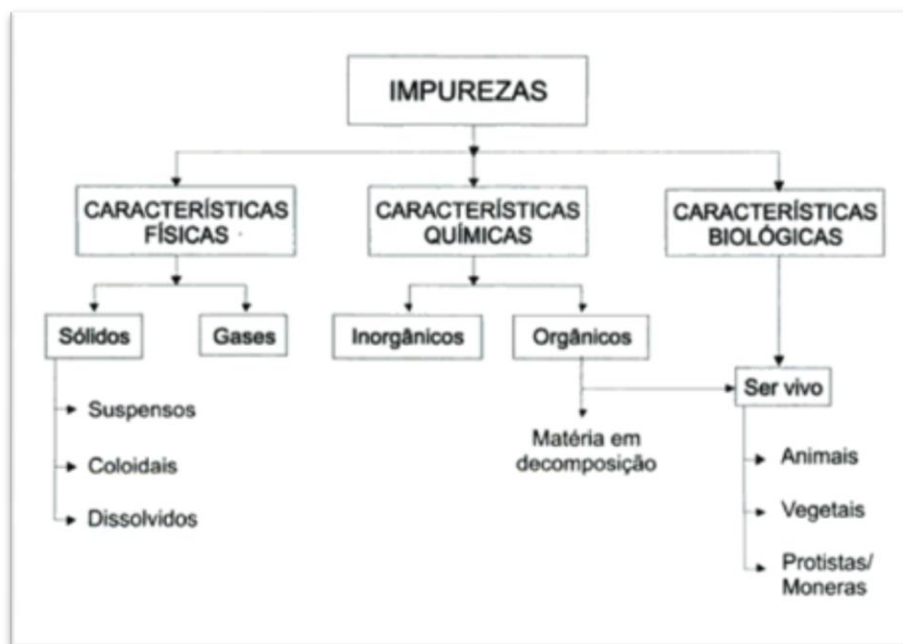 IMPUREZAS
CARACTERÍSTICAS
FÍSICAS
CARACTERÍSTICAS
QUÍMICAS
CARACTERÍSTICAS
BIOLÓGICAS
Sólidos
Gases
Inorgânicos
Orgânicos
Ser vivo
Suspensos
Coloidais
Dissolvidos
Matéria em
decomposição
Animais
Vegetais
Protistas/
Moneras